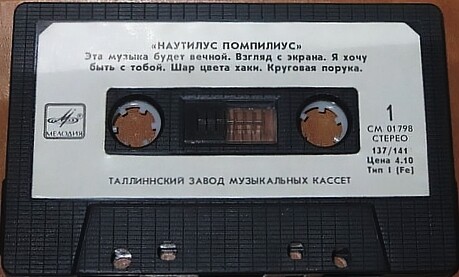 «НАУТИЛУС ПОМПИЛИУС»
Эта музыка будет вечной. Взгляд с экрана. Я хочу
быть с тобой. Шар цвета хаки. Круговая порука.
МЕЛОДИЯ
1
СМ 01798
СТЕРЕО
137/141
Цена 4.10
Тип I (Fe)
ТАЛЛИННСКИЙ ЗАВОД МУЗЫКАЛЬНЫХ КАССЕТ